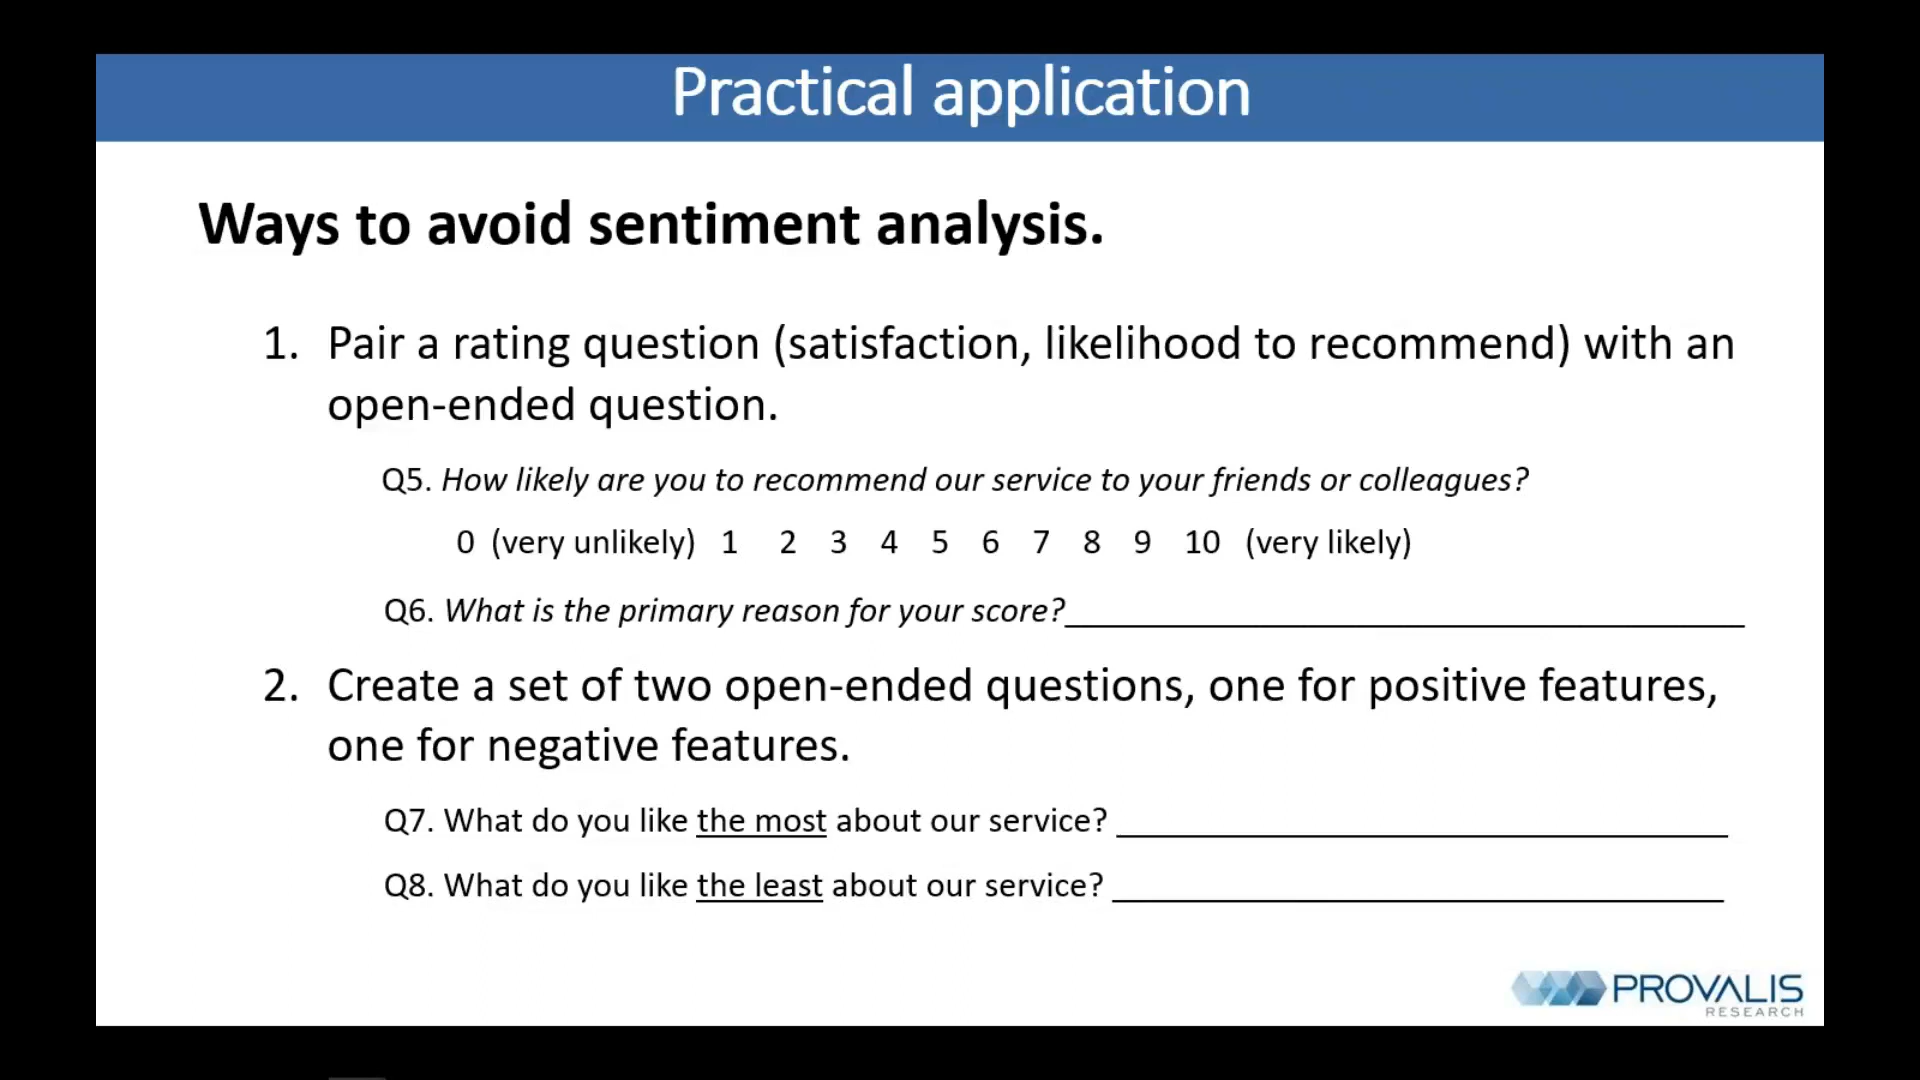 Practical application
Ways to avoid sentiment analysis.
1. Pair a rating question (satisfaction, likelihood to recommend) with an
open-ended question.
Q5. How likely are you to recommend our service to your friends or colleagues?
0 (very unlikely) 1 2 3 4 5 6 7 8 9 10 (very likely)
Q6. What is the primary reason for your score?
2. Create a set of two open-ended questions, one for positive features,
one for negative features.
Q7. What do you like the most about our service?
Q8. What do you like the least about our service?
PROVALIS
RESEARCH